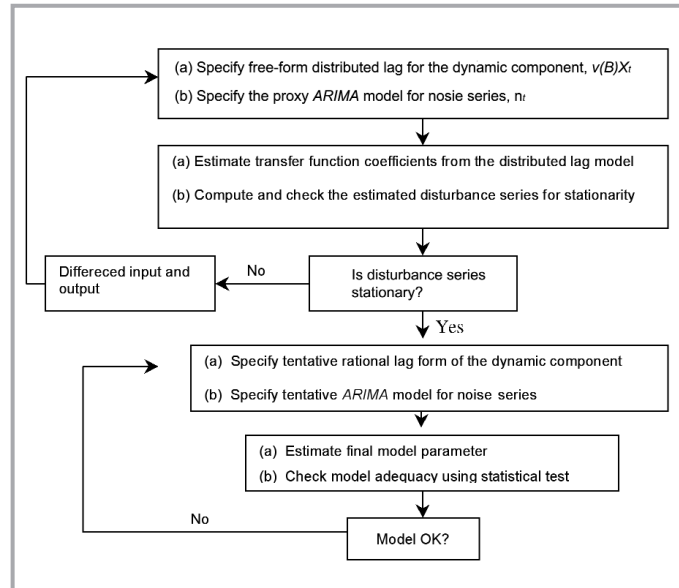 (a) Specify free-form distributed lag for the dynamic component, v(B)Xt
(b) Specify the proxy ARIMA model for nosie series, nt
(a) Estimate transfer function coefficients from the distributed lag model
(b) Compute and check the estimated disturbance series for stationarity
Differeced input and
output
No
Is disturbance series
stationary?
Yes
(a) Specify tentative rational lag form of the dynamic component
(b) Specify tentative ARIMA model for noise series
(a) Estimate final model parameter
(b) Check model adequacy using statistical test
No
Model OK?